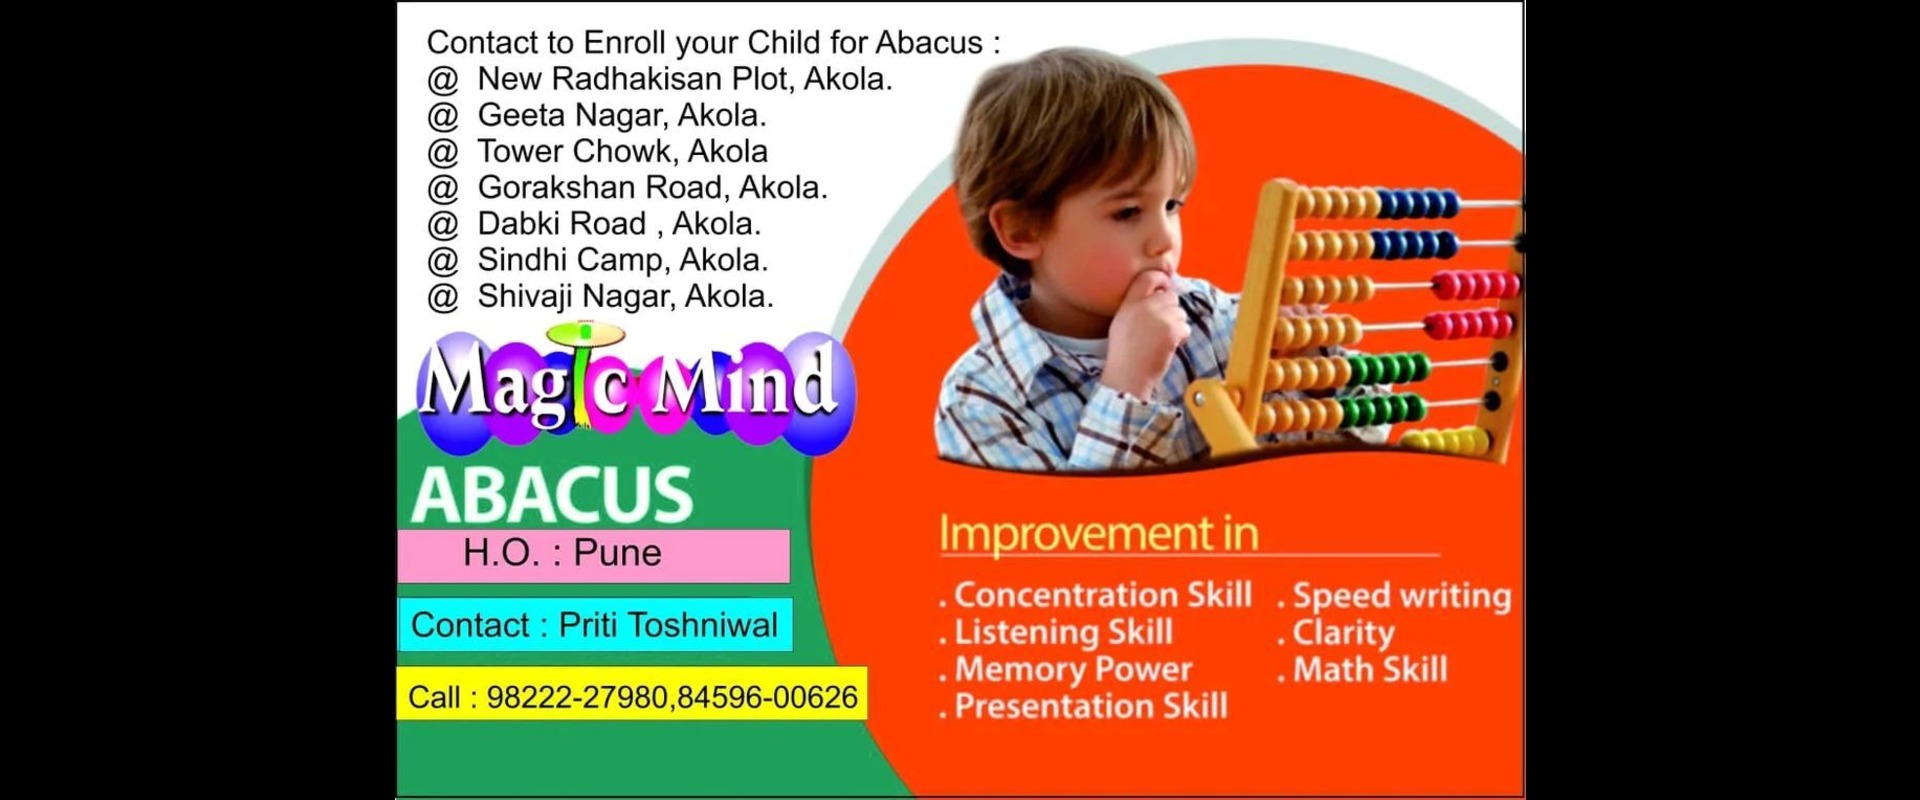 Contact to Enroll your Child for Abacus :
@ New Radhakisan Plot, Akola.
@ Geeta Nagar, Akola.
@ Tower Chowk, Akola
@ Gorakshan Road, Akola.
@ Dabki Road , Akola.
@ Sindhi Camp, Akola.
@ Shivaji Nagar, Akola.
Magic Mind
ABACUS
H.O. : Pune
Contact : Priti Toshniwal
Call : 98222-27980,84596-00626
Improvement in
. Concentration Skill
. Listening Skill
. Memory Power
. Presentation Skill
. Speed writing
. Clarity
. Math Skill